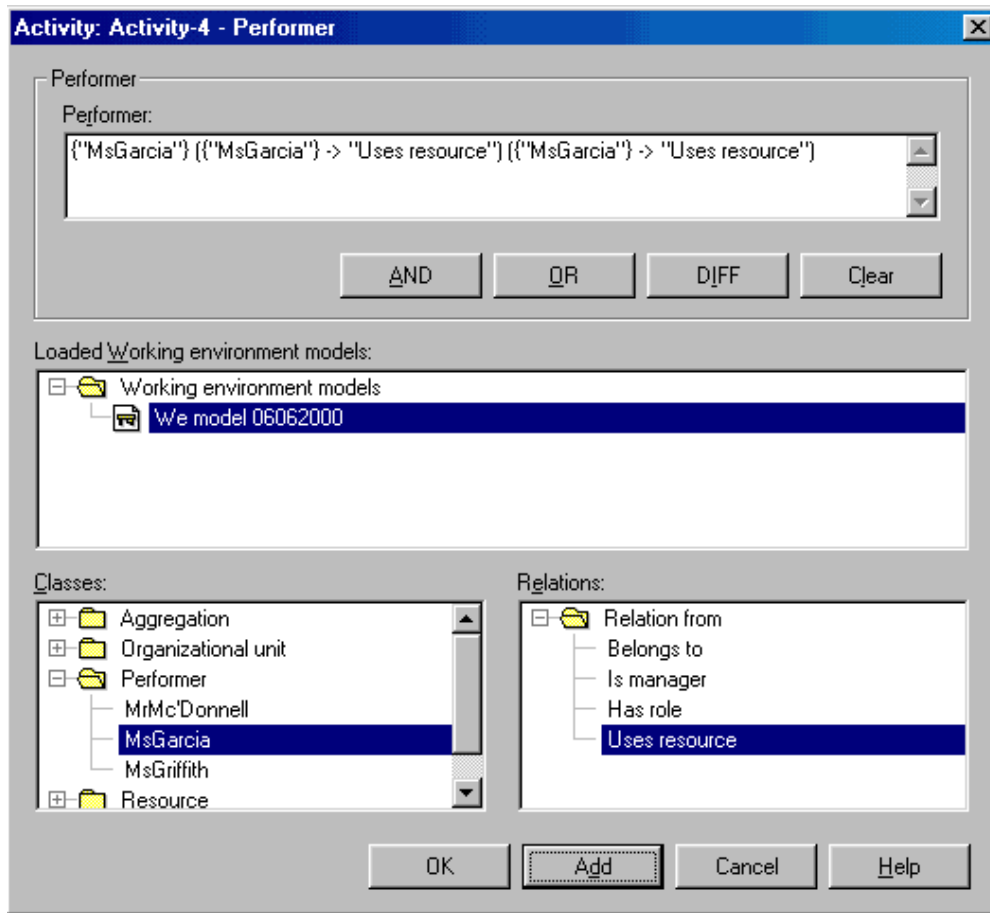 Activity: Activity-4 - Performer
Performer
Performer:
{"MsGarcia"} ({"MsGarcia"} -> "Uses resource") ({"MsGarcia"} -> "Uses resource")
AND OR DIFF Clear
Loaded Working environment models:
Working environment models
We model 06062000
Classes:
Aggregation
Organizational unit
Performer
MrMc'Donnell
MsGarcia
MsGriffith
Resource
Relations:
Relation from
Belongs to
Is manager
Has role
Uses resource
OK Add Cancel Help